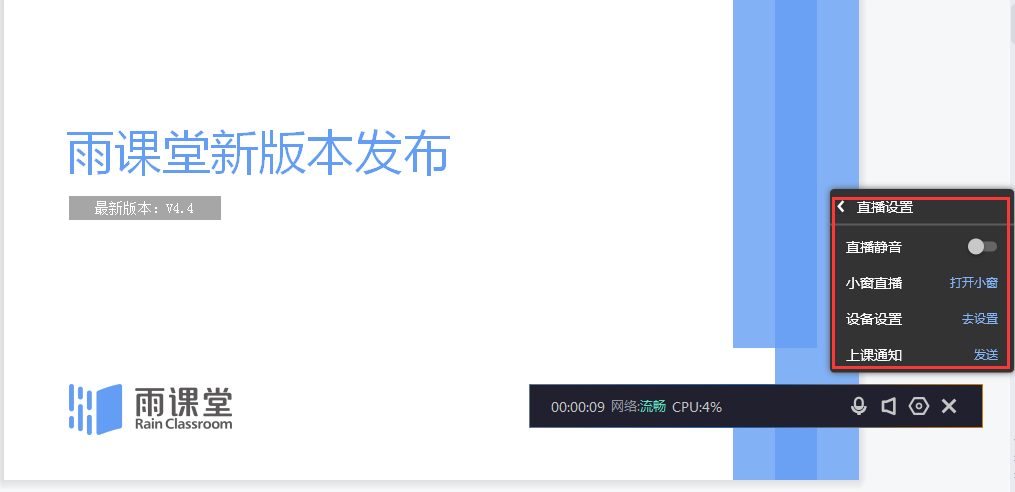 雨课堂新版本发布
最新版本：V4.4
直播设置
直播静音
小窗直播 打开小窗
设备设置 去设置
上课通知 发送
雨课堂
Rain Classroom
00:00:09 网络:流畅 CPU:4%